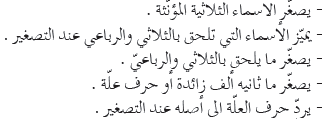 - يصغّر الاسماء الثلاثية المؤنّثة .
- يميّز الأسماء التي تلحق بالثلاثي والرباعي عند التصغير .
- يصغّر ما يلحق بالثلاثي والرباعيّ .
- يصغّر ما ثانيه ألف زائدة أو حرف علّة .
- يردّ حرف العلّة الى أصله عند التصغير .